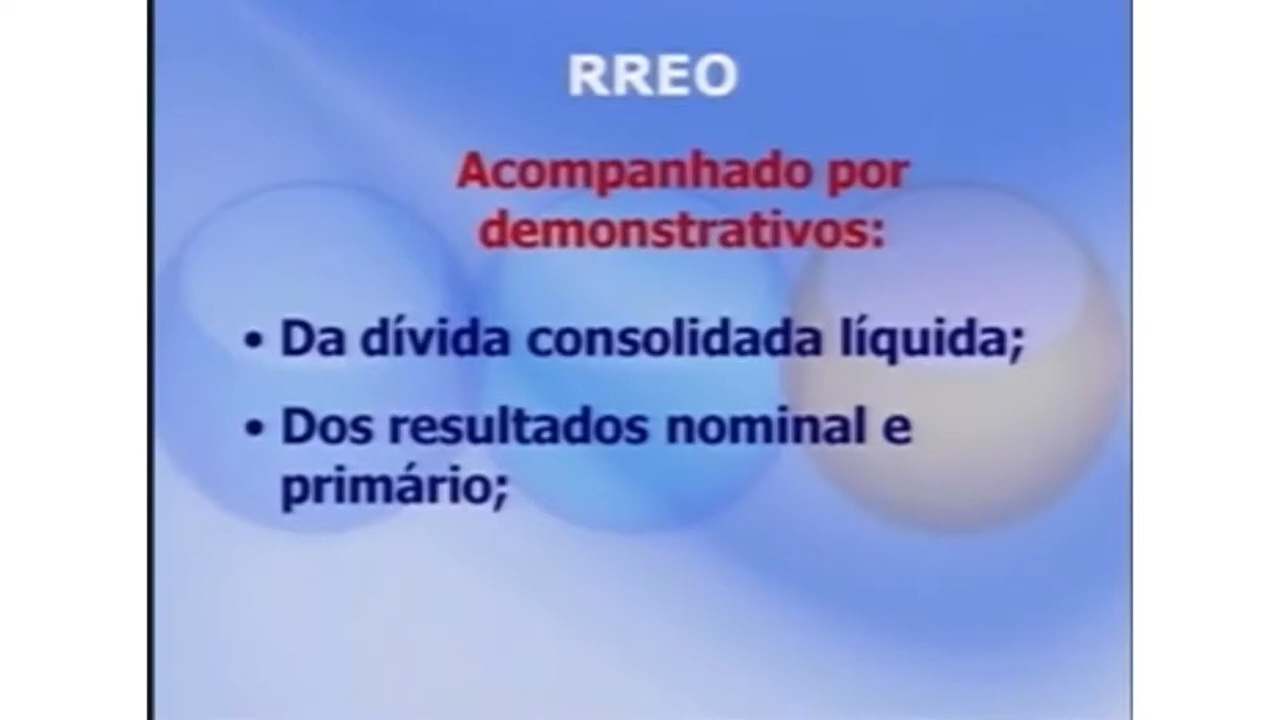 RREO
Acompanhado por
demonstrativos:
• Da dívida consolidada líquida;
• Dos resultados nominal e
primário;